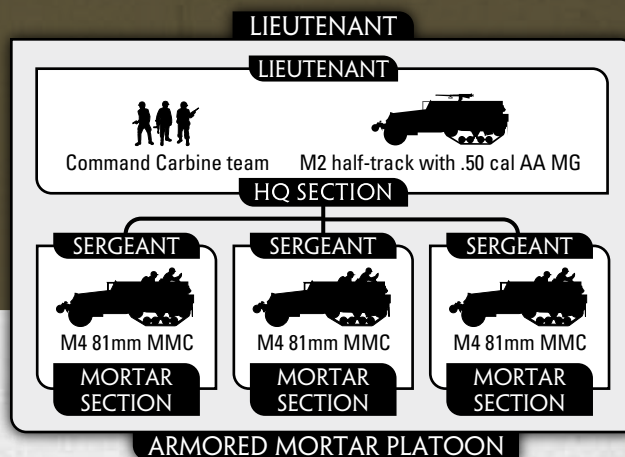 LIEUTENANT
LIEUTENANT
Command Carbine team
M2 half-track with .50 cal AA MG
HQ SECTION
SERGEANT
M4 81mm MMC
MORTAR
SECTION
SERGEANT
M4 81mm MMC
MORTAR
SECTION
SERGEANT
M4 81mm MMC
MORTAR
SECTION
ARMORED MORTAR PLATOON